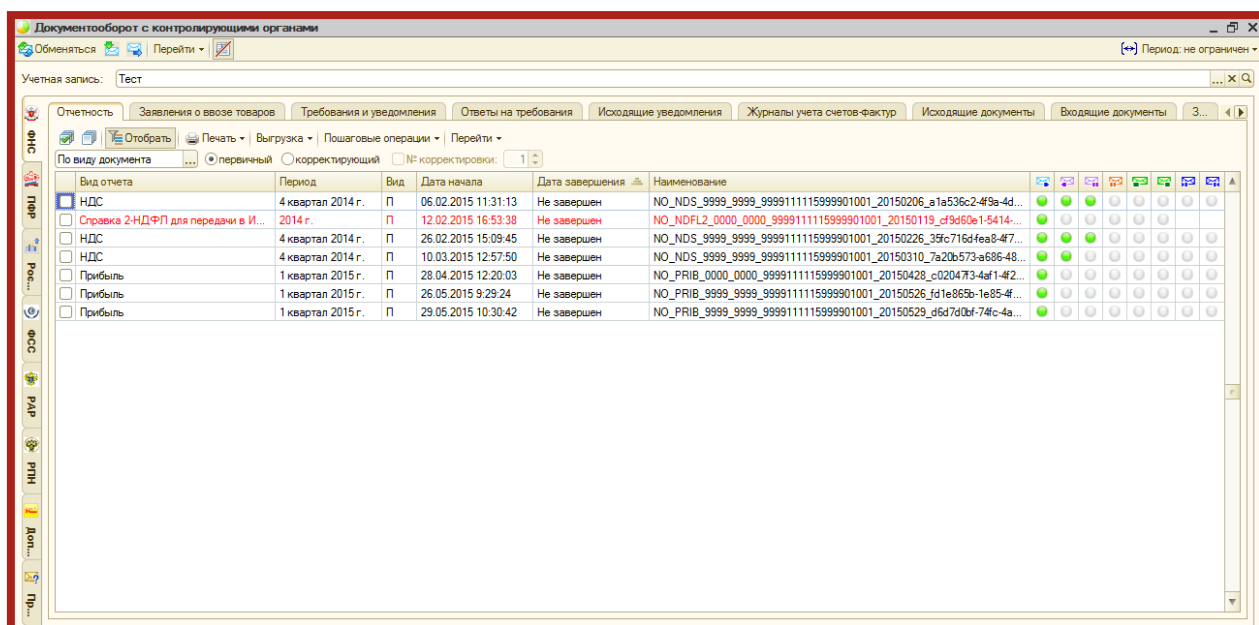 Документооборот с контролирующими органами
Обменяться Перейти Период: не ограничен
Учетная запись: Тест
Отчетность Заявления о ввозе товаров Требования и уведомления Ответы на требования Исходящие уведомления Журналы учета счетов-фактур Исходящие документы Входящие документы З...
Отобрать Печать Выгрузка Пошаговые операции Перейти
По виду документа ... первичный корректирующий № корректировки: 1
Вид отчета Период Вид Дата начала Дата завершения Наименование
НДС 4 квартал 2014 г. П 06.02.2015 11:31:13 Не завершен NO_NDS_9999_9999_9999111115999901001_20150206_a1a536c2-4f9a-4d...
Справка 2-НДФЛ для передачи в И... 2014 г. П 12.02.2015 16:53:38 Не завершен NO_NDFL2_0000_0000_9999111115999901001_20150119_cf9d60e1-5414-...
НДС 4 квартал 2014 г. П 26.02.2015 15:09:45 Не завершен NO_NDS_9999_9999_9999111115999901001_20150226_35fc716d-fea8-4f7...
НДС 4 квартал 2014 г. П 10.03.2015 12:57:50 Не завершен NO_NDS_9999_9999_9999111115999901001_20150310_7a20b573-a686-48...
Прибыль 1 квартал 2015 г. П 28.04.2015 12:20:03 Не завершен NO_PRIB_0000_0000_9999111115999901001_20150428_c02047f3-4af1-4f2...
Прибыль 1 квартал 2015 г. П 26.05.2015 9:29:24 Не завершен NO_PRIB_9999_9999_9999111115999901001_20150526_fd1e865b-1e85-4f...
Прибыль 1 квартал 2015 г. П 29.05.2015 10:30:42 Не завершен NO_PRIB_9999_9999_9999111115999901001_20150529_d6d7d0bf-74fc-4a...
ФНС
ПФР
Рос...
ФСС
РАР
РПН
Доп...
Пр...